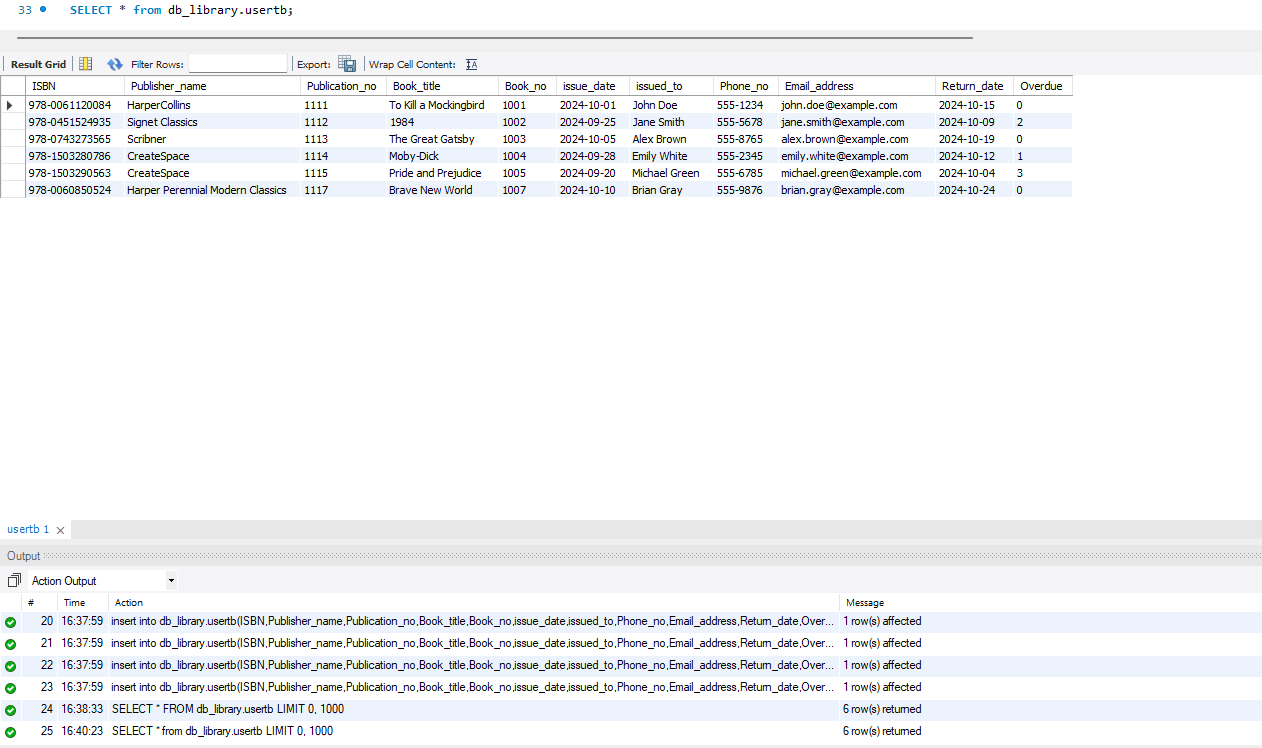 33 SELECT * from db_library.usertb;
Result Grid Filter Rows: Export: Wrap Cell Content:
ISBN Publisher_name Publication_no Book_title Book_no issue_date issued_to Phone_no Email_address Return_date Overdue
978-0061120084 HarperCollins 1111 To Kill a Mockingbird 1001 2024-10-01 John Doe 555-1234 john.doe@example.com 2024-10-15 0
978-0451524935 Signet Classics 1112 1984 1002 2024-09-25 Jane Smith 555-5678 jane.smith@example.com 2024-10-09 2
978-0743273565 Scribner 1113 The Great Gatsby 1003 2024-10-05 Alex Brown 555-8765 alex.brown@example.com 2024-10-19 0
978-1503280786 CreateSpace 1114 Moby-Dick 1004 2024-09-28 Emily White 555-2345 emily.white@example.com 2024-10-12 1
978-1503290563 CreateSpace 1115 Pride and Prejudice 1005 2024-09-20 Michael Green 555-6785 michael.green@example.com 2024-10-04 3
978-0060850524 Harper Perennial Modern Classics 1117 Brave New World 1007 2024-10-10 Brian Gray 555-9876 brian.gray@example.com 2024-10-24 0
usertb 1
Output
Action Output
# Time Action Message
20 16:37:59 insert into db_library.usertb(ISBN,Publisher_name,Publication_no,Book_title,Book_no,issue_date,issued_to,Phone_no,Email_address,Return_date,Over... 1 row(s) affected
21 16:37:59 insert into db_library.usertb(ISBN,Publisher_name,Publication_no,Book_title,Book_no,issue_date,issued_to,Phone_no,Email_address,Return_date,Over... 1 row(s) affected
22 16:37:59 insert into db_library.usertb(ISBN,Publisher_name,Publication_no,Book_title,Book_no,issue_date,issued_to,Phone_no,Email_address,Return_date,Over... 1 row(s) affected
23 16:37:59 insert into db_library.usertb(ISBN,Publisher_name,Publication_no,Book_title,Book_no,issue_date,issued_to,Phone_no,Email_address,Return_date,Over... 1 row(s) affected
24 16:38:33 SELECT * FROM db_library.usertb LIMIT 0, 1000 6 row(s) returned
25 16:40:23 SELECT * from db_library.usertb LIMIT 0, 1000 6 row(s) returned